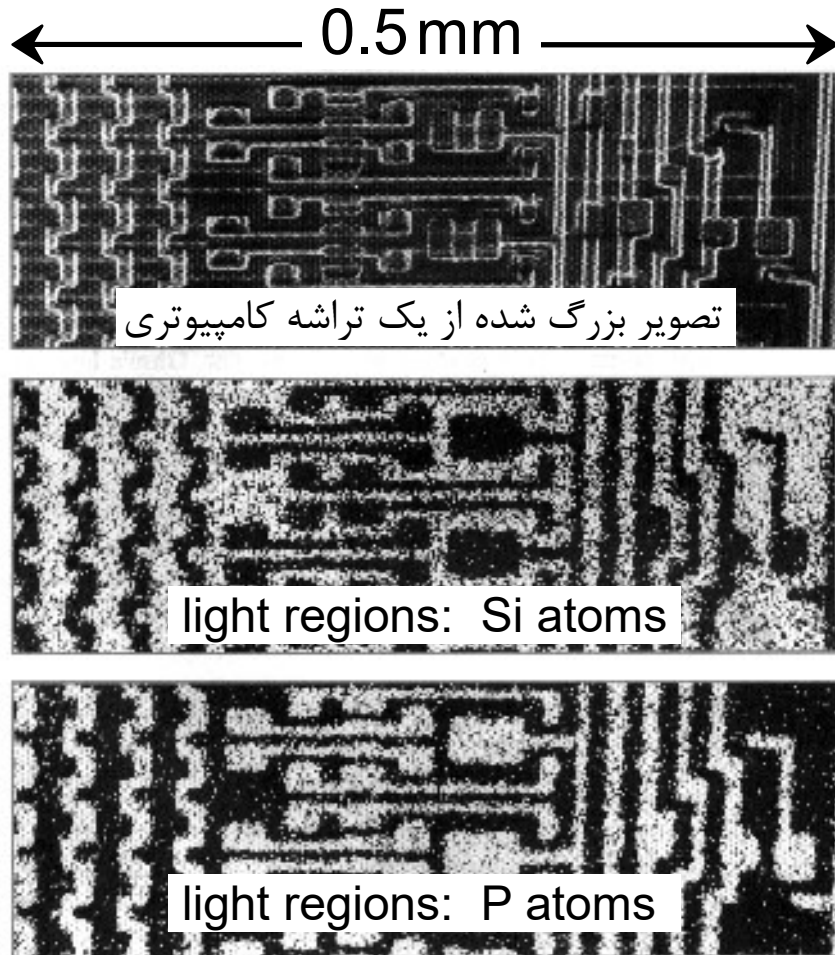 0.5 mm
تصویر بزرگ شده از یک تراشه کامپیوتری
light regions: Si atoms
light regions: P atoms